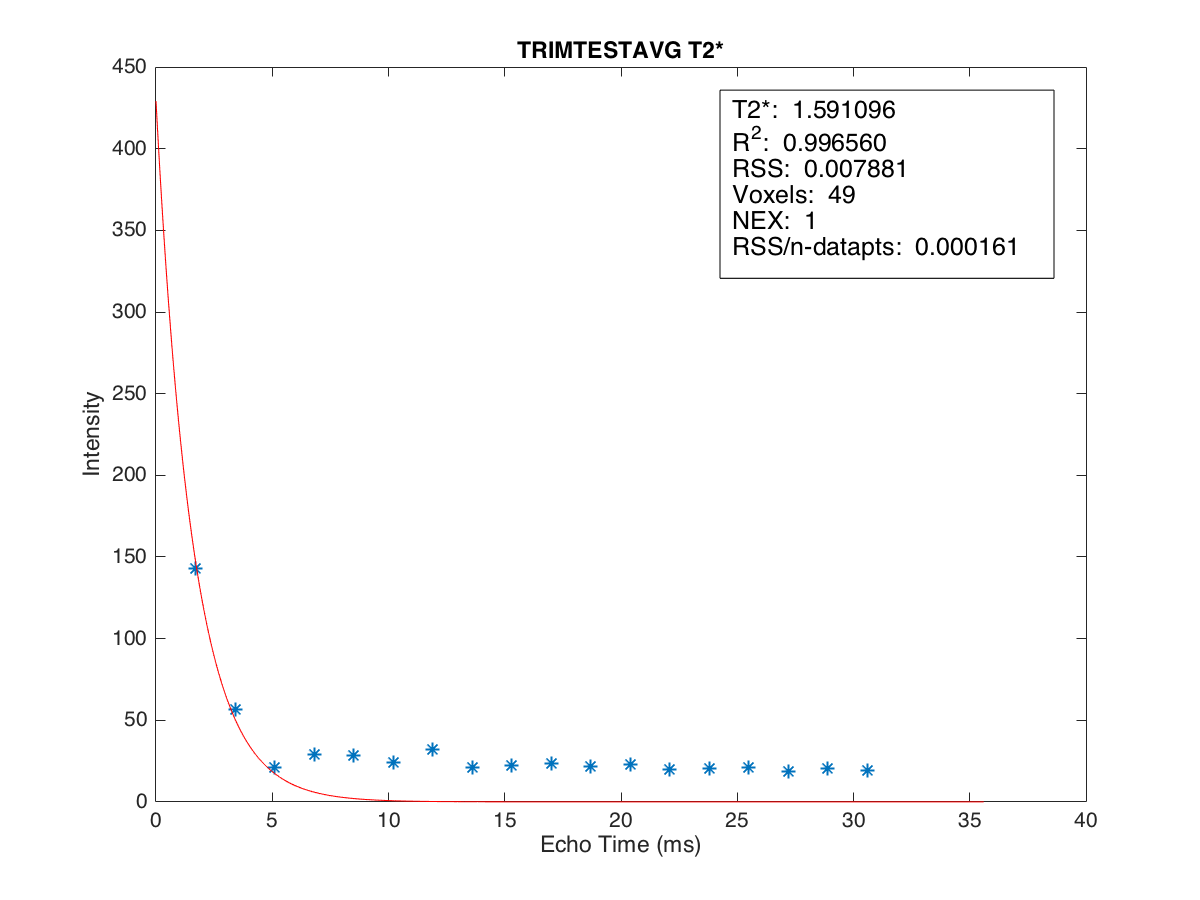 TRIMTESTAVG T2*
450
400
350
300
250
200
150
100
50
0
Intensity
T2*: 1.591096
R²: 0.996560
RSS: 0.007881
Voxels: 49
NEX: 1
RSS/n-datapts: 0.000161
0 5 10 15 20 25 30 35 40
Echo Time (ms)